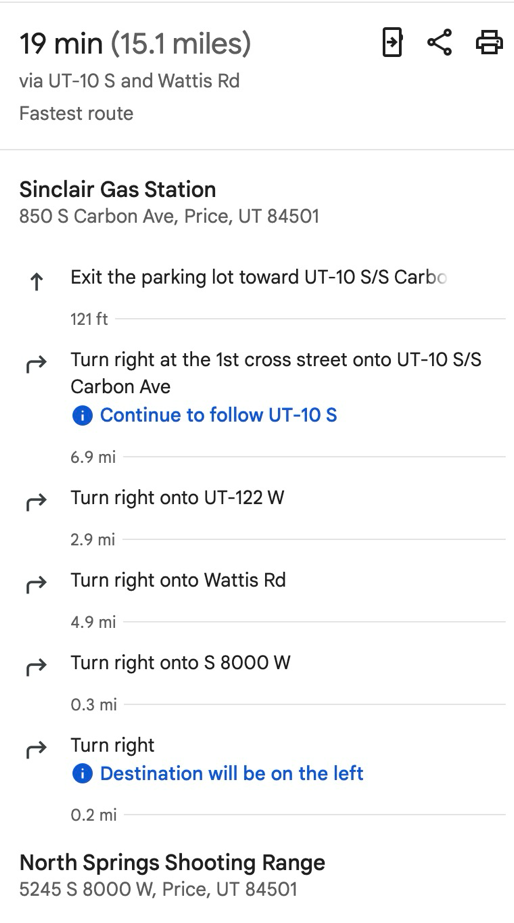 19 min (15.1 miles)
via UT-10 S and Wattis Rd
Fastest route
Sinclair Gas Station
850 S Carbon Ave, Price, UT 84501
Exit the parking lot toward UT-10 S/S Carbo
121 ft
Turn right at the 1st cross street onto UT-10 S/S
Carbon Ave
Continue to follow UT-10 S
6.9 mi
Turn right onto UT-122 W
2.9 mi
Turn right onto Wattis Rd
4.9 mi
Turn right onto S 8000 W
0.3 mi
Turn right
Destination will be on the left
0.2 mi
North Springs Shooting Range
5245 S 8000 W, Price, UT 84501